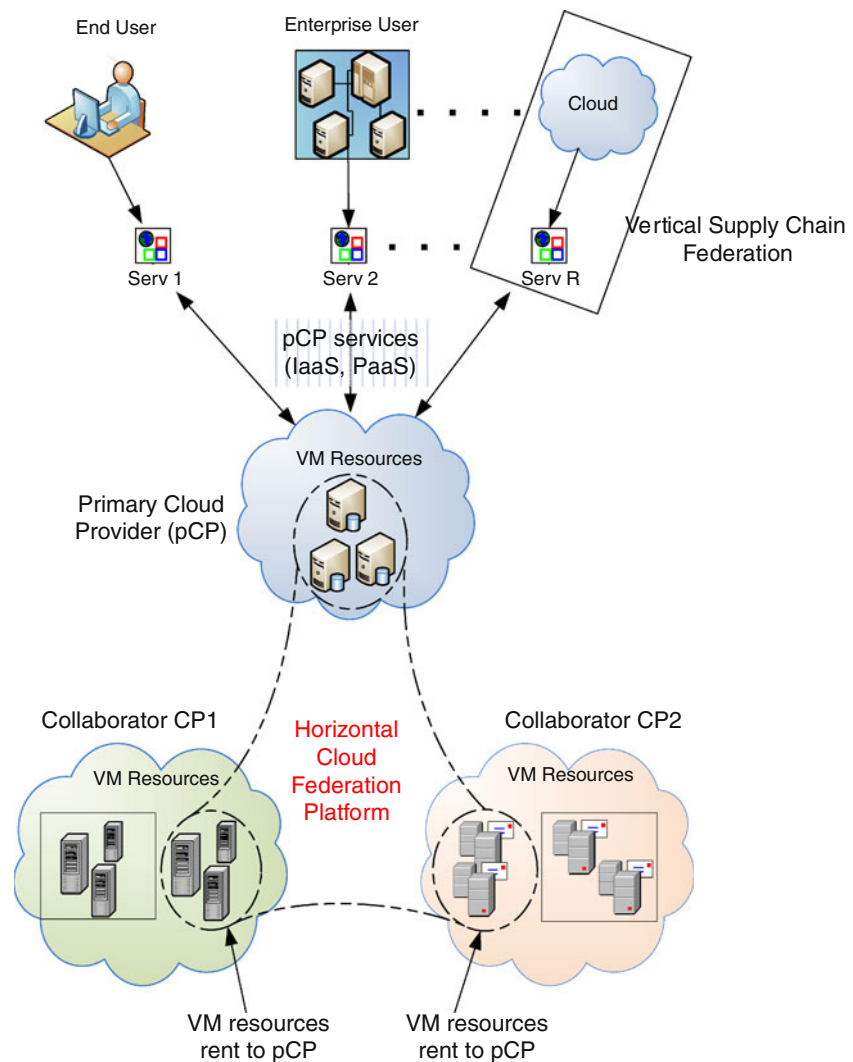 End User
Enterprise User
Cloud
Vertical Supply Chain
Federation
Serv 1
Serv 2
Serv R
pCP services
(IaaS, PaaS)
VM Resources
Primary Cloud
Provider (pCP)
Collaborator CP1
Horizontal
Cloud
Federation
Platform
Collaborator CP2
VM Resources
VM Resources
VM resources
rent to pCP
VM resources
rent to pCP